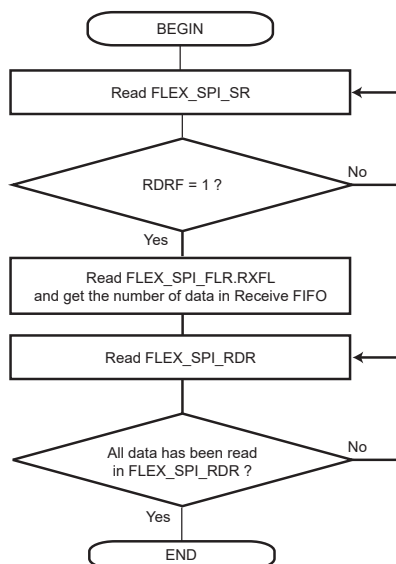 BEGIN
Read FLEX_SPI_SR
No
RDRF = 1 ?
Yes
Read FLEX_SPI_FLR.RXFL
and get the number of data in Receive FIFO
Read FLEX_SPI_RDR
No
All data has been read
in FLEX_SPI_RDR ?
Yes
END